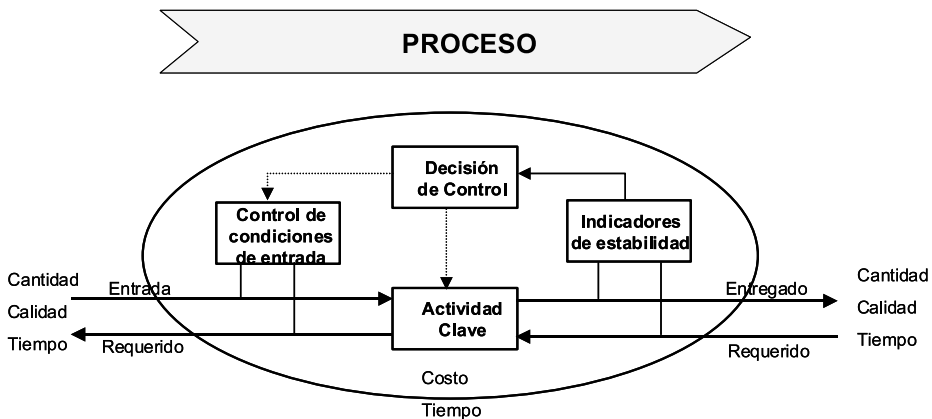 PROCESO
Decisión
de Control
Control de
condiciones
de entrada
Indicadores
de estabilidad
Cantidad
Calidad
Tiempo
Entrada
Requerido
Actividad
Clave
Entregado
Requerido
Cantidad
Calidad
Tiempo
Costo
Tiempo